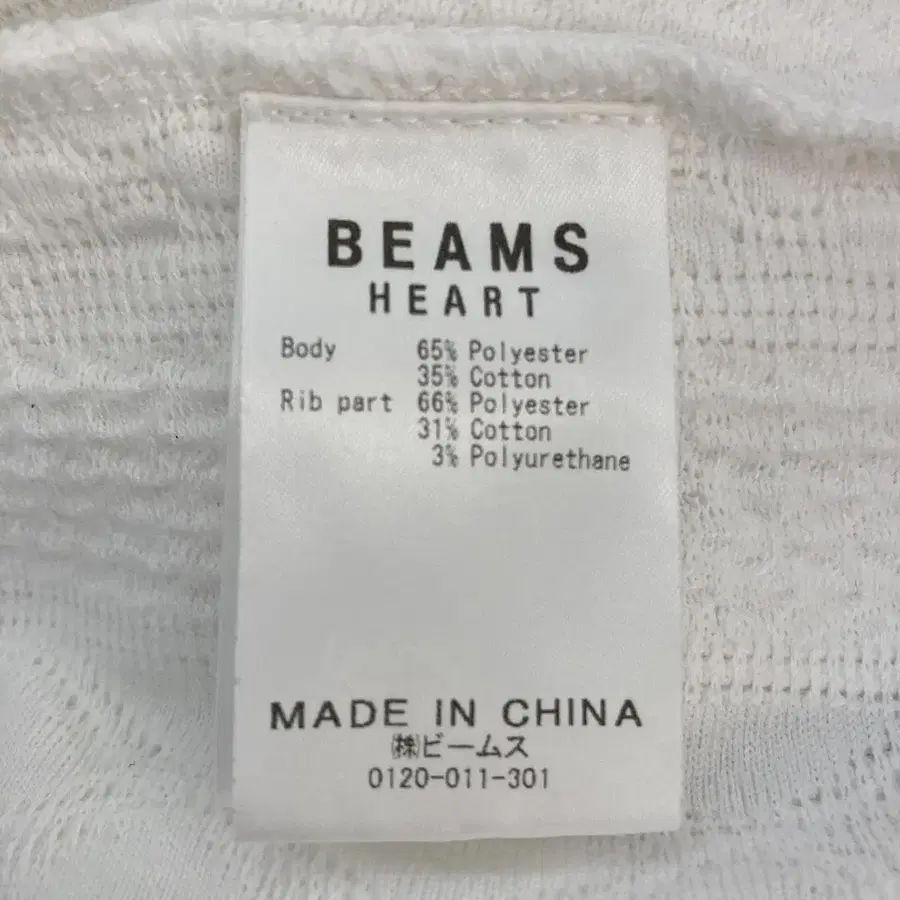 BEAMS
HEART
Body 65% Polyester
35% Cotton
Rib part 66% Polyester
31% Cotton
3% Polyurethane
MADE IN CHINA
㈱ビームス
0120-011-301